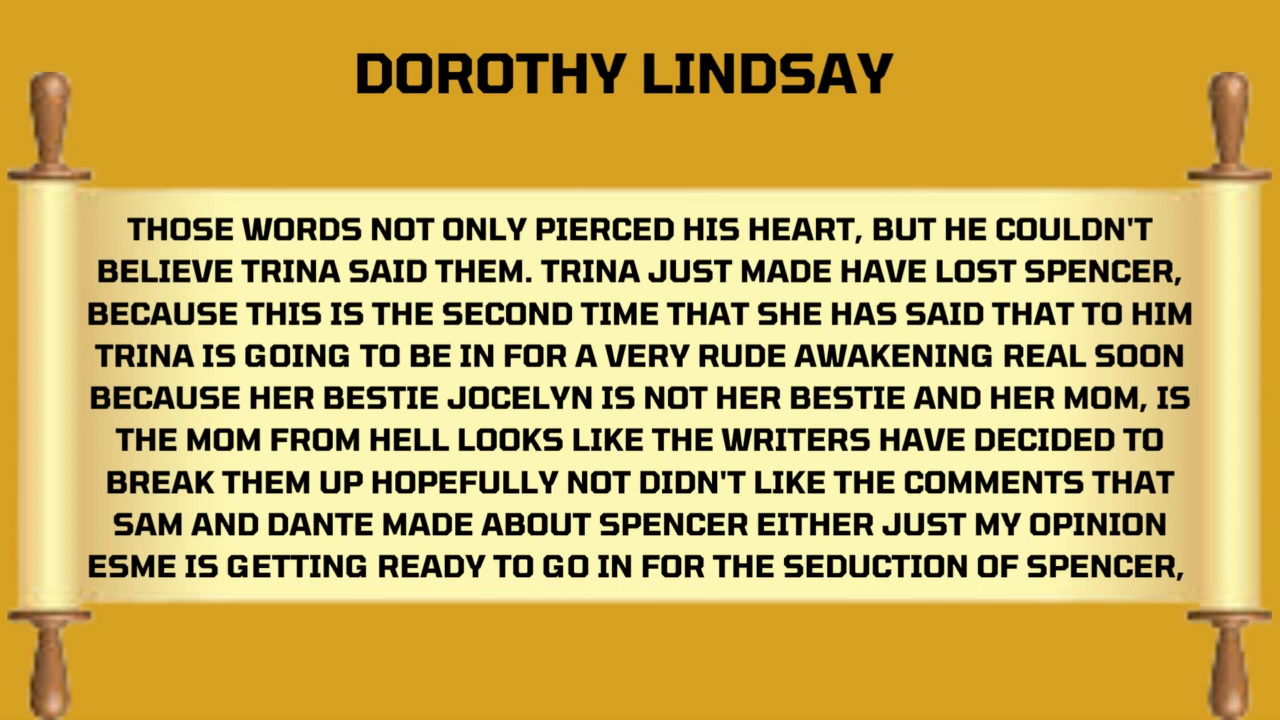 DOROTHY LINDSAY
THOSE WORDS NOT ONLY PIERCED HIS HEART, BUT HE COULDN'T
BELIEVE TRINA SAID THEM. TRINA JUST MADE HAVE LOST SPENCER,
BECAUSE THIS IS THE SECOND TIME THAT SHE HAS SAID THAT TO HIM
TRINA IS GOING TO BE IN FOR A VERY RUDE AWAKENING REAL SOON
BECAUSE HER BESTIE JOCELYN IS NOT HER BESTIE AND HER MOM, IS
THE MOM FROM HELL LOOKS LIKE THE WRITERS HAVE DECIDED TO
BREAK THEM UP HOPEFULLY NOT DIDN'T LIKE THE COMMENTS THAT
SAM AND DANTE MADE ABOUT SPENCER EITHER JUST MY OPINION
ESME IS GETTING READY TO GO IN FOR THE SEDUCTION OF SPENCER,